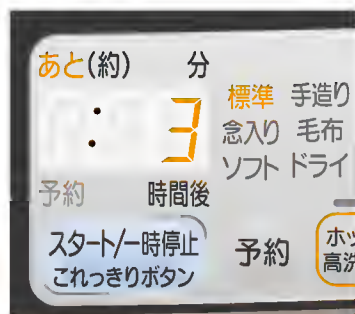 あと(約) 分
: 3
標準 手造り
念入り 毛布
ソフト ドライ
予約 時間後
スタート/一時停止
これっきりボタン
予約